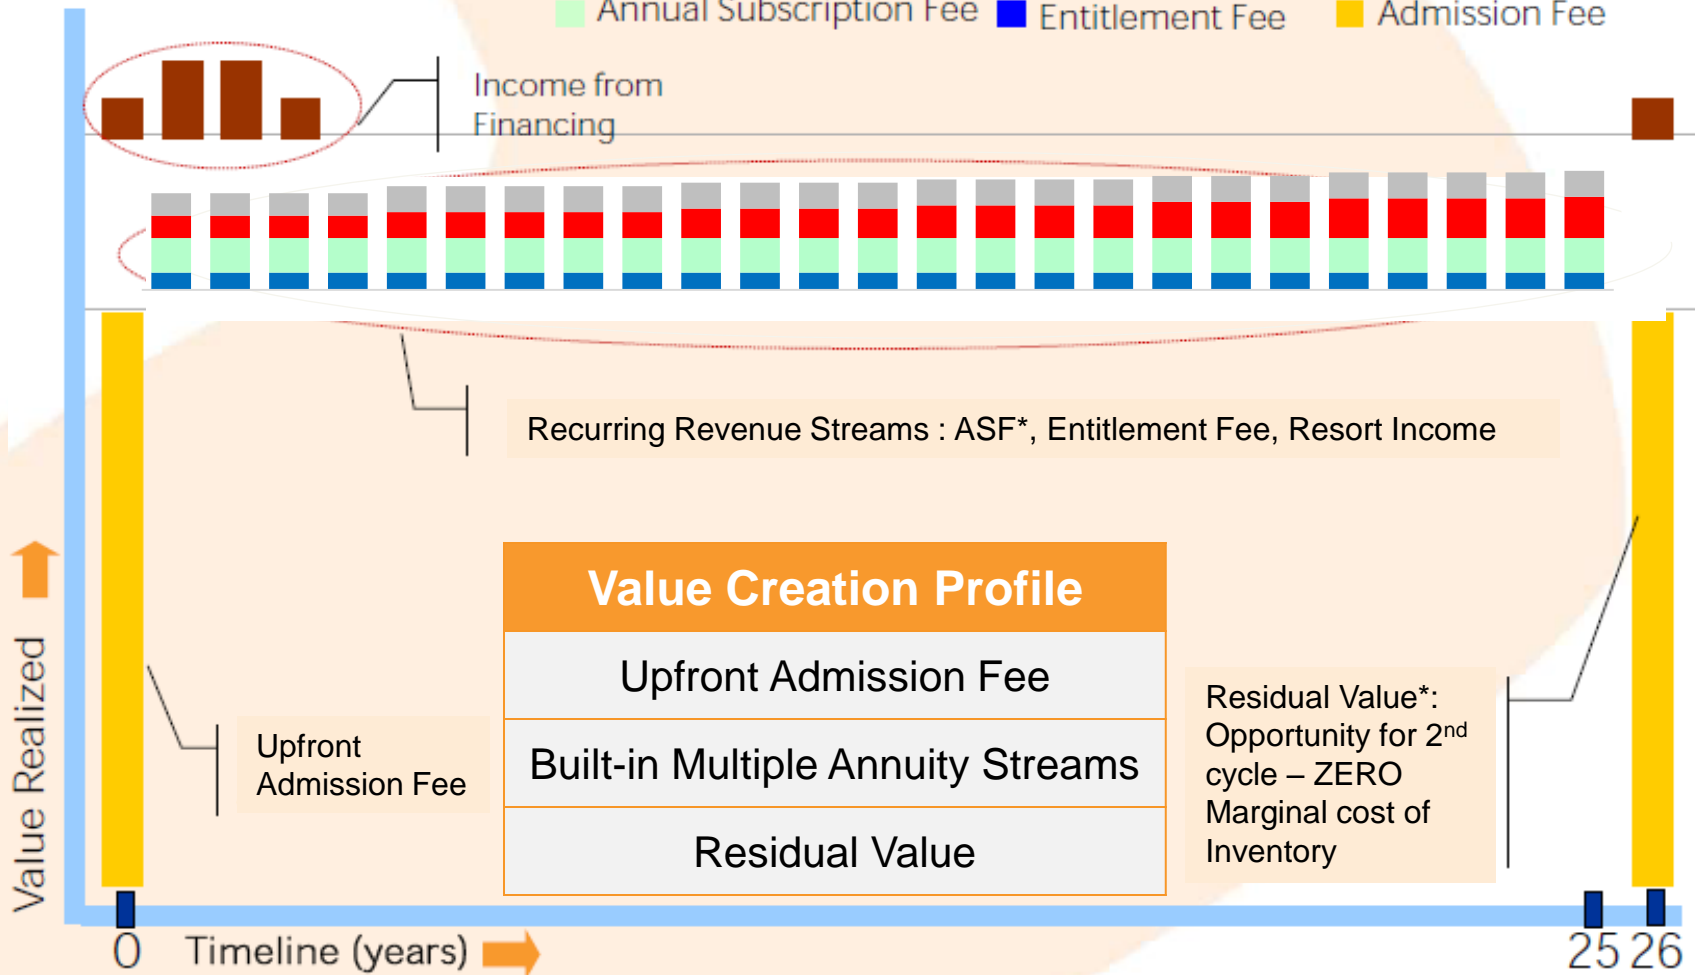 Annual Subscription Fee
Entitlement Fee
Admission Fee
Income from
Financing
Recurring Revenue Streams : ASF*, Entitlement Fee, Resort Income
Value Creation Profile
Upfront Admission Fee
Built-in Multiple Annuity Streams
Residual Value
Upfront
Admission Fee
Residual Value*:
Opportunity for 2nd
cycle – ZERO
Marginal cost of
Inventory
Value Realized
0
Timeline (years)
25
26